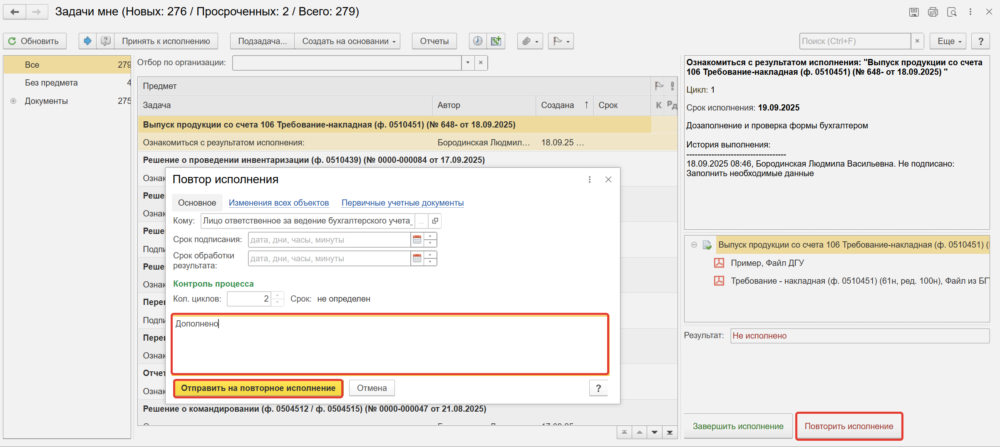 Задачи мне (Новых: 276 / Просроченных: 2 / Всего: 279)
Обновить
Принять к исполнению
Подзадача...
Создать на основании
Отчеты
Поиск (Ctrl+F)
×
Еще
?
Все 279
Без предмета 4
Документы 275
Отбор по организации:
Предмет
Задача Автор Создана ↑ Срок К Рд
Выпуск продукции со счета 106 Требование-накладная (ф. 0510451) (№ 648- от 18.09.2025)
Ознакомиться с результатом исполнения: Бородинская Людмил... 18.09.25 ...
Решение о проведении инвентаризации (ф. 0510439) (№ 0000-000084 от 17.09.2025)
Ознак
Реше
Ознак
Реше
Подпи
Реше
Ознак
Перев
Подпи
Перев
Ознак
Отчет
Ознак
Решение о командировании (ф. 0504512 / ф. 0504515) (№ 0000-000047 от 21.08.2025)
Повтор исполнения
Основное
Изменения всех объектов
Первичные учетные документы
Кому: Лицо ответственное за ведение бухгалтерского учета_ ...
Срок подписания: дата, дни, часы, минуты
Срок обработки
результата: дата, дни, часы, минуты
Контроль процесса
Кол. циклов: 2 Срок: не определен
Дополнено
Отправить на повторное исполнение
Отмена
?
Ознакомиться с результатом исполнения: "Выпуск продукции со счета
106 Требование-накладная (ф. 0510451) (№ 648- от 18.09.2025) "
Цикл: 1
Срок исполнения: 19.09.2025
Дозаполнение и проверка формы бухгалтером
История выполнения:
------------------------------------
18.09.2025 08:46, Бородинская Людмила Васильевна. Не подписано:
Заполнить необходимые данные
Выпуск продукции со счета 106 Требование-накладная (ф. 0510451) (
Пример, Файл ДГУ
Требование - накладная (ф. 0510451) (61н, ред. 100н), Файл из БГ
Результат: Не исполнено
Завершить исполнение
Повторить исполнение